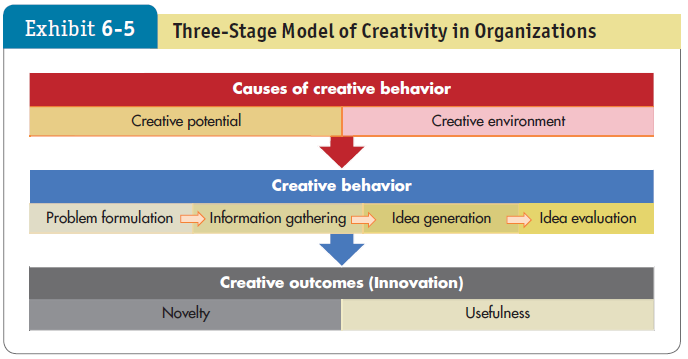 Exhibit 6-5
Three-Stage Model of Creativity in Organizations
Causes of creative behavior
Creative potential
Creative environment
Creative behavior
Problem formulation
Information gathering
Idea generation
Idea evaluation
Creative outcomes (Innovation)
Novelty
Usefulness